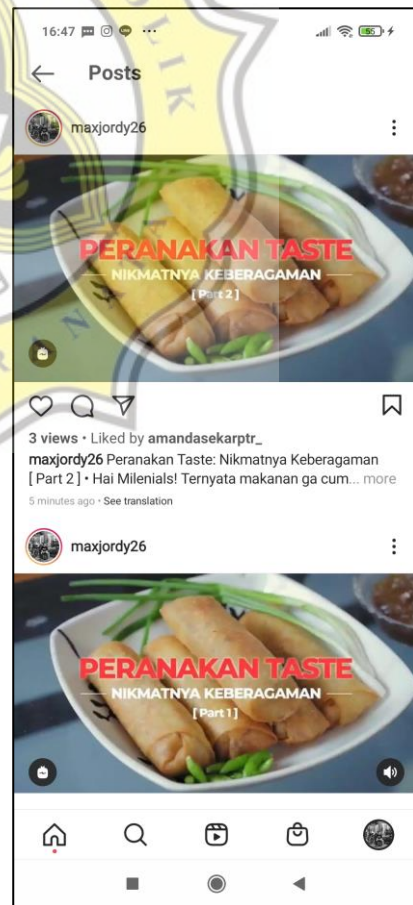 16:47
55
Posts
maxjordy26
PERANAKAN TASTE
NIKMATNYA KEBERAGAMAN
[ Part 2 ]
3 views • Liked by amandasekarptr_
maxjordy26 Peranakan Taste: Nikmatnya Keberagaman
[ Part 2 ] • Hai Milenials! Ternyata makanan ga cum... more
5 minutes ago • See translation
maxjordy26
PERANAKAN TASTE
NIKMATNYA KEBERAGAMAN
[ Part 1 ]